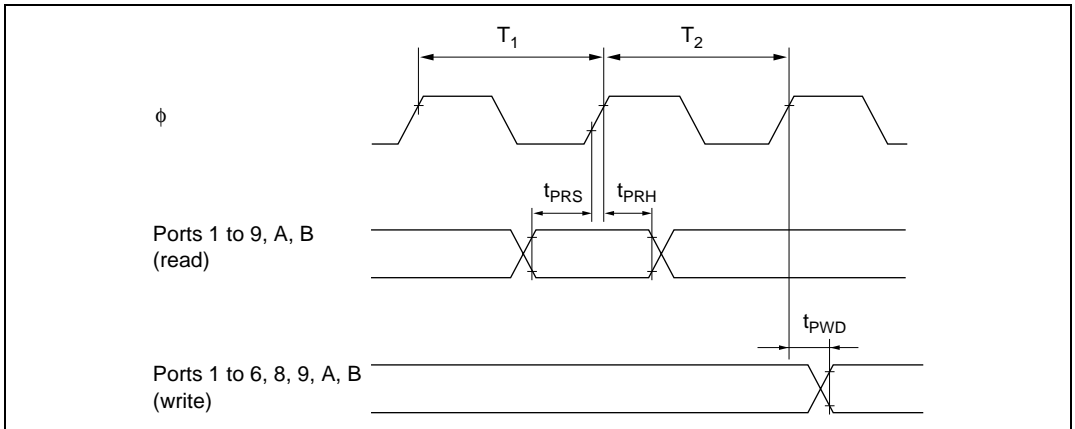 T1
T2
ϕ
tPRS
tPRH
Ports 1 to 9, A, B
(read)
tPWD
Ports 1 to 6, 8, 9, A, B
(write)